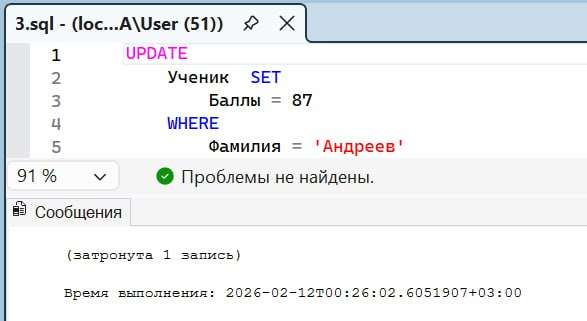 3.sql - (loc...A\User (51))
1 UPDATE
2 Ученик SET
3 Баллы = 87
4 WHERE
5 Фамилия = 'Андреев'
91 % Проблемы не найдены.
Сообщения
(затронута 1 запись)
Время выполнения: 2026-02-12T00:26:02.6051907+03:00